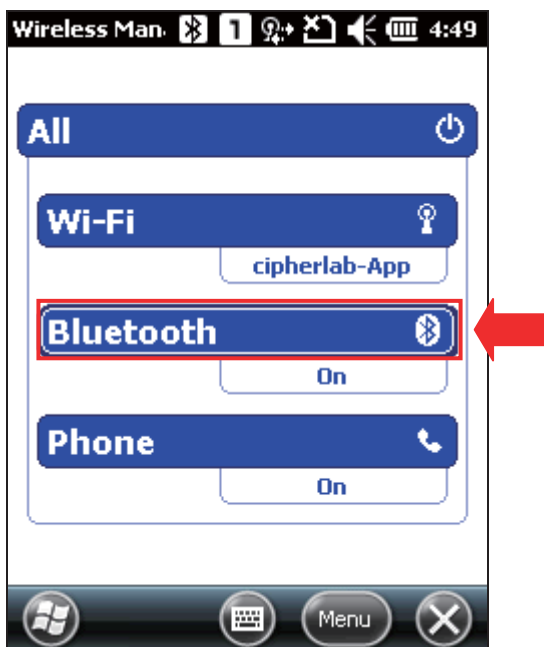 Wireless Man 1 4:49
All
Wi-Fi
cipherlab-App
Bluetooth
On
Phone
On
Menu